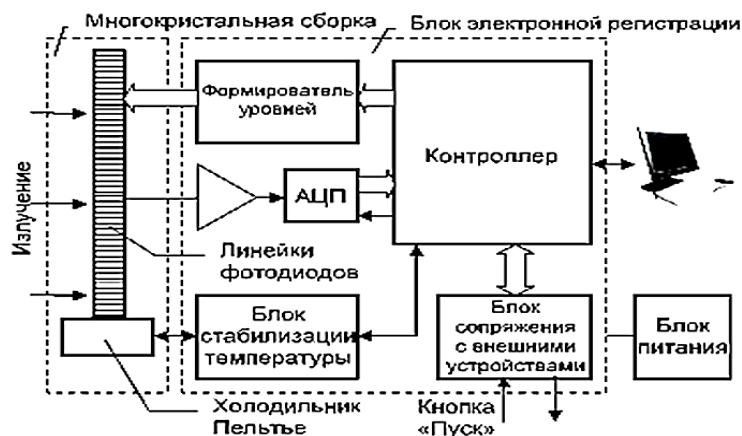 Многокристальная сборка
Блок электронной регистрации
Формирователь
уровней
Контроллер
Излучение
АЦП
Линейки
фотодиодов
Блок
стабилизации
температуры
Блок
сопряжения
с внешними
устройствами
Блок
питания
Холодильник
Пельтье
Кнопка
«Пуск»